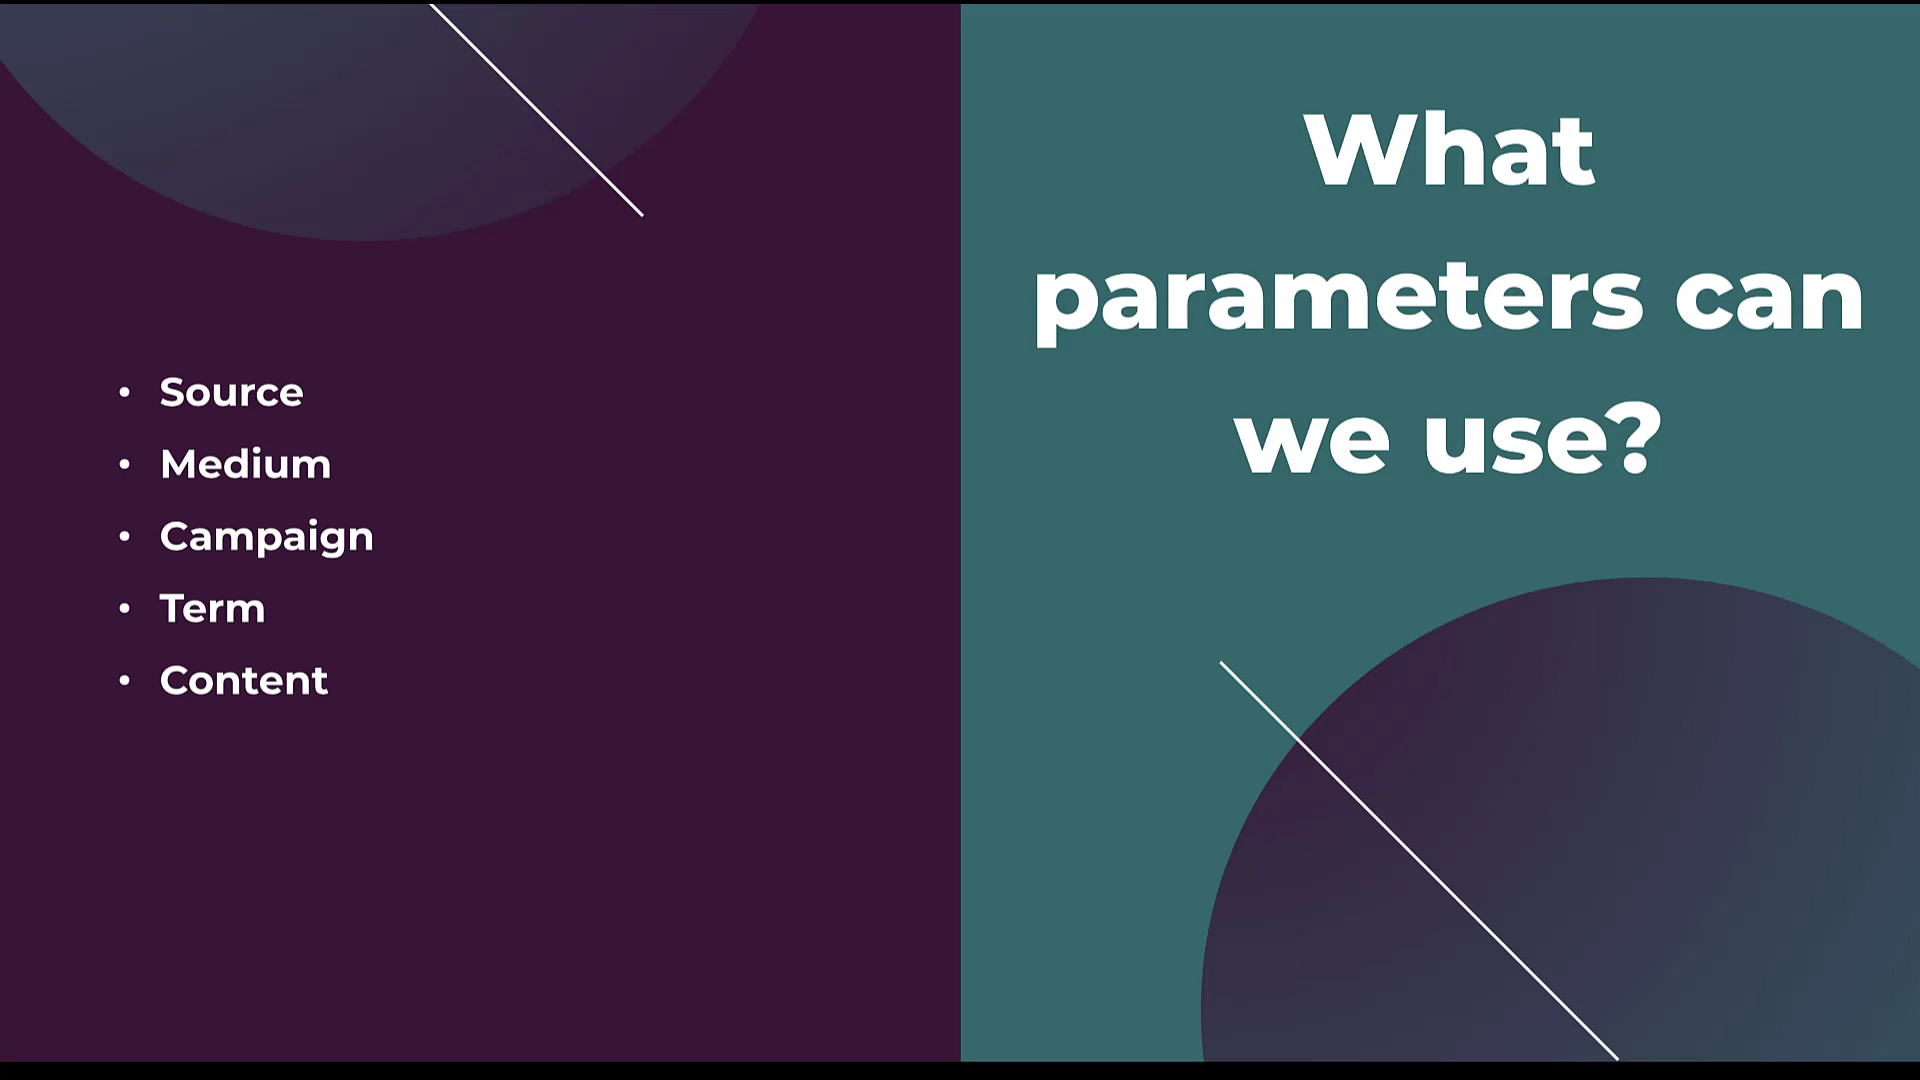 What
parameters can
we use?
• Source
• Medium
• Campaign
• Term
• Content